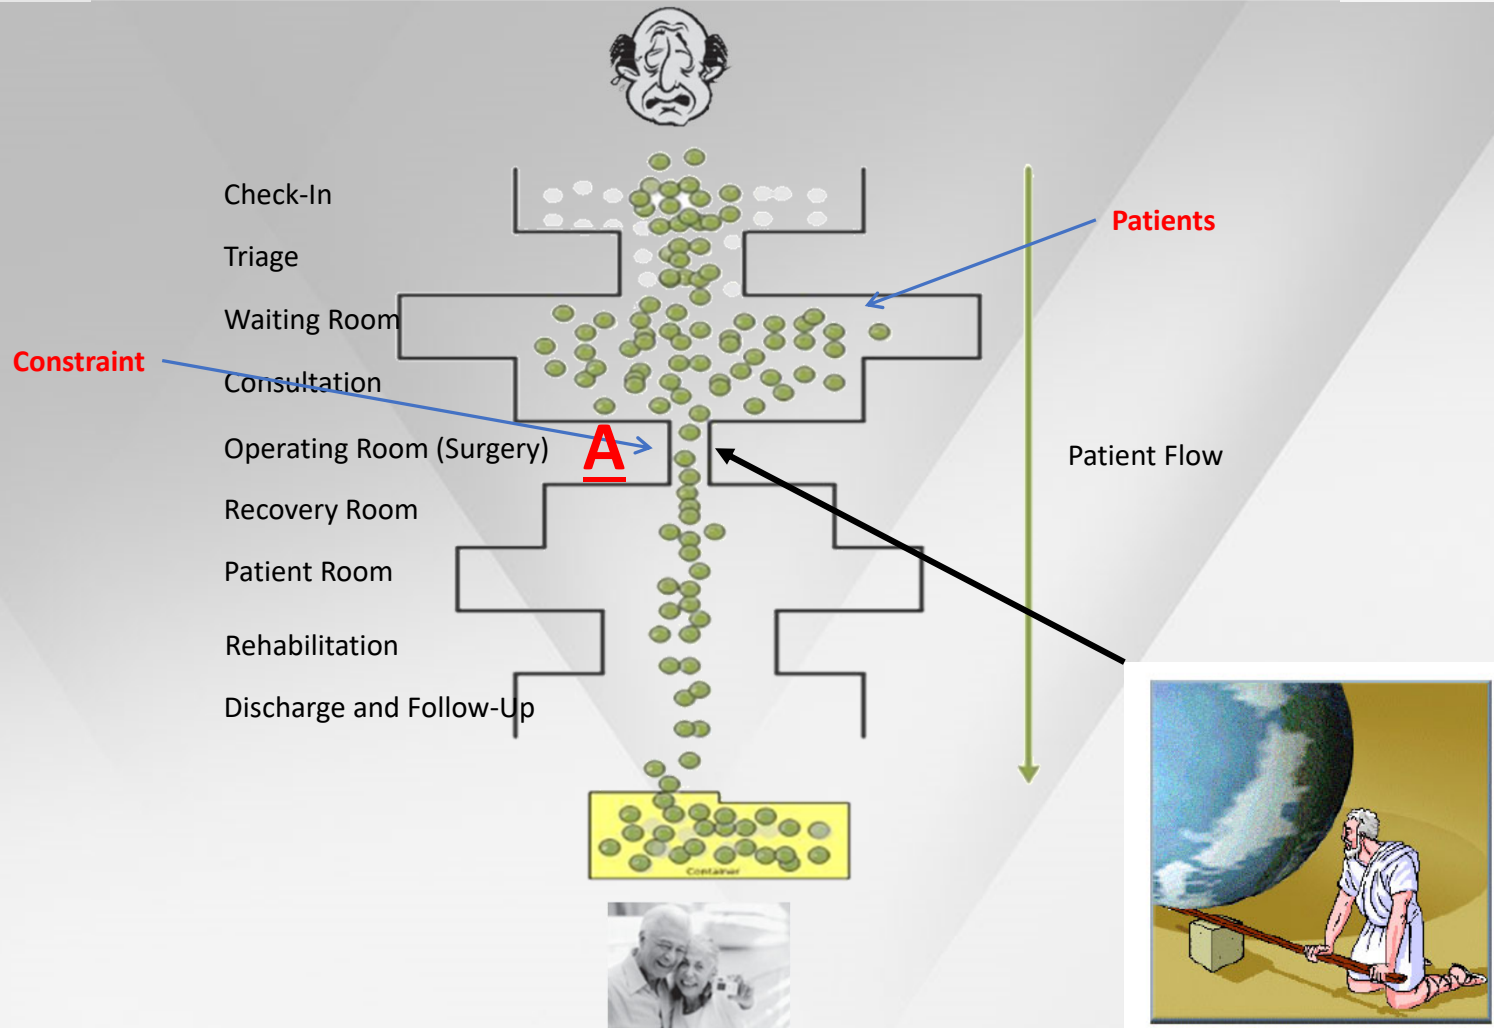 Check-In
Patients
Triage
Waiting Room
Constraint
Consultation
Operating Room (Surgery)
A
Patient Flow
Recovery Room
Patient Room
Rehabilitation
Discharge and Follow-Up
Container